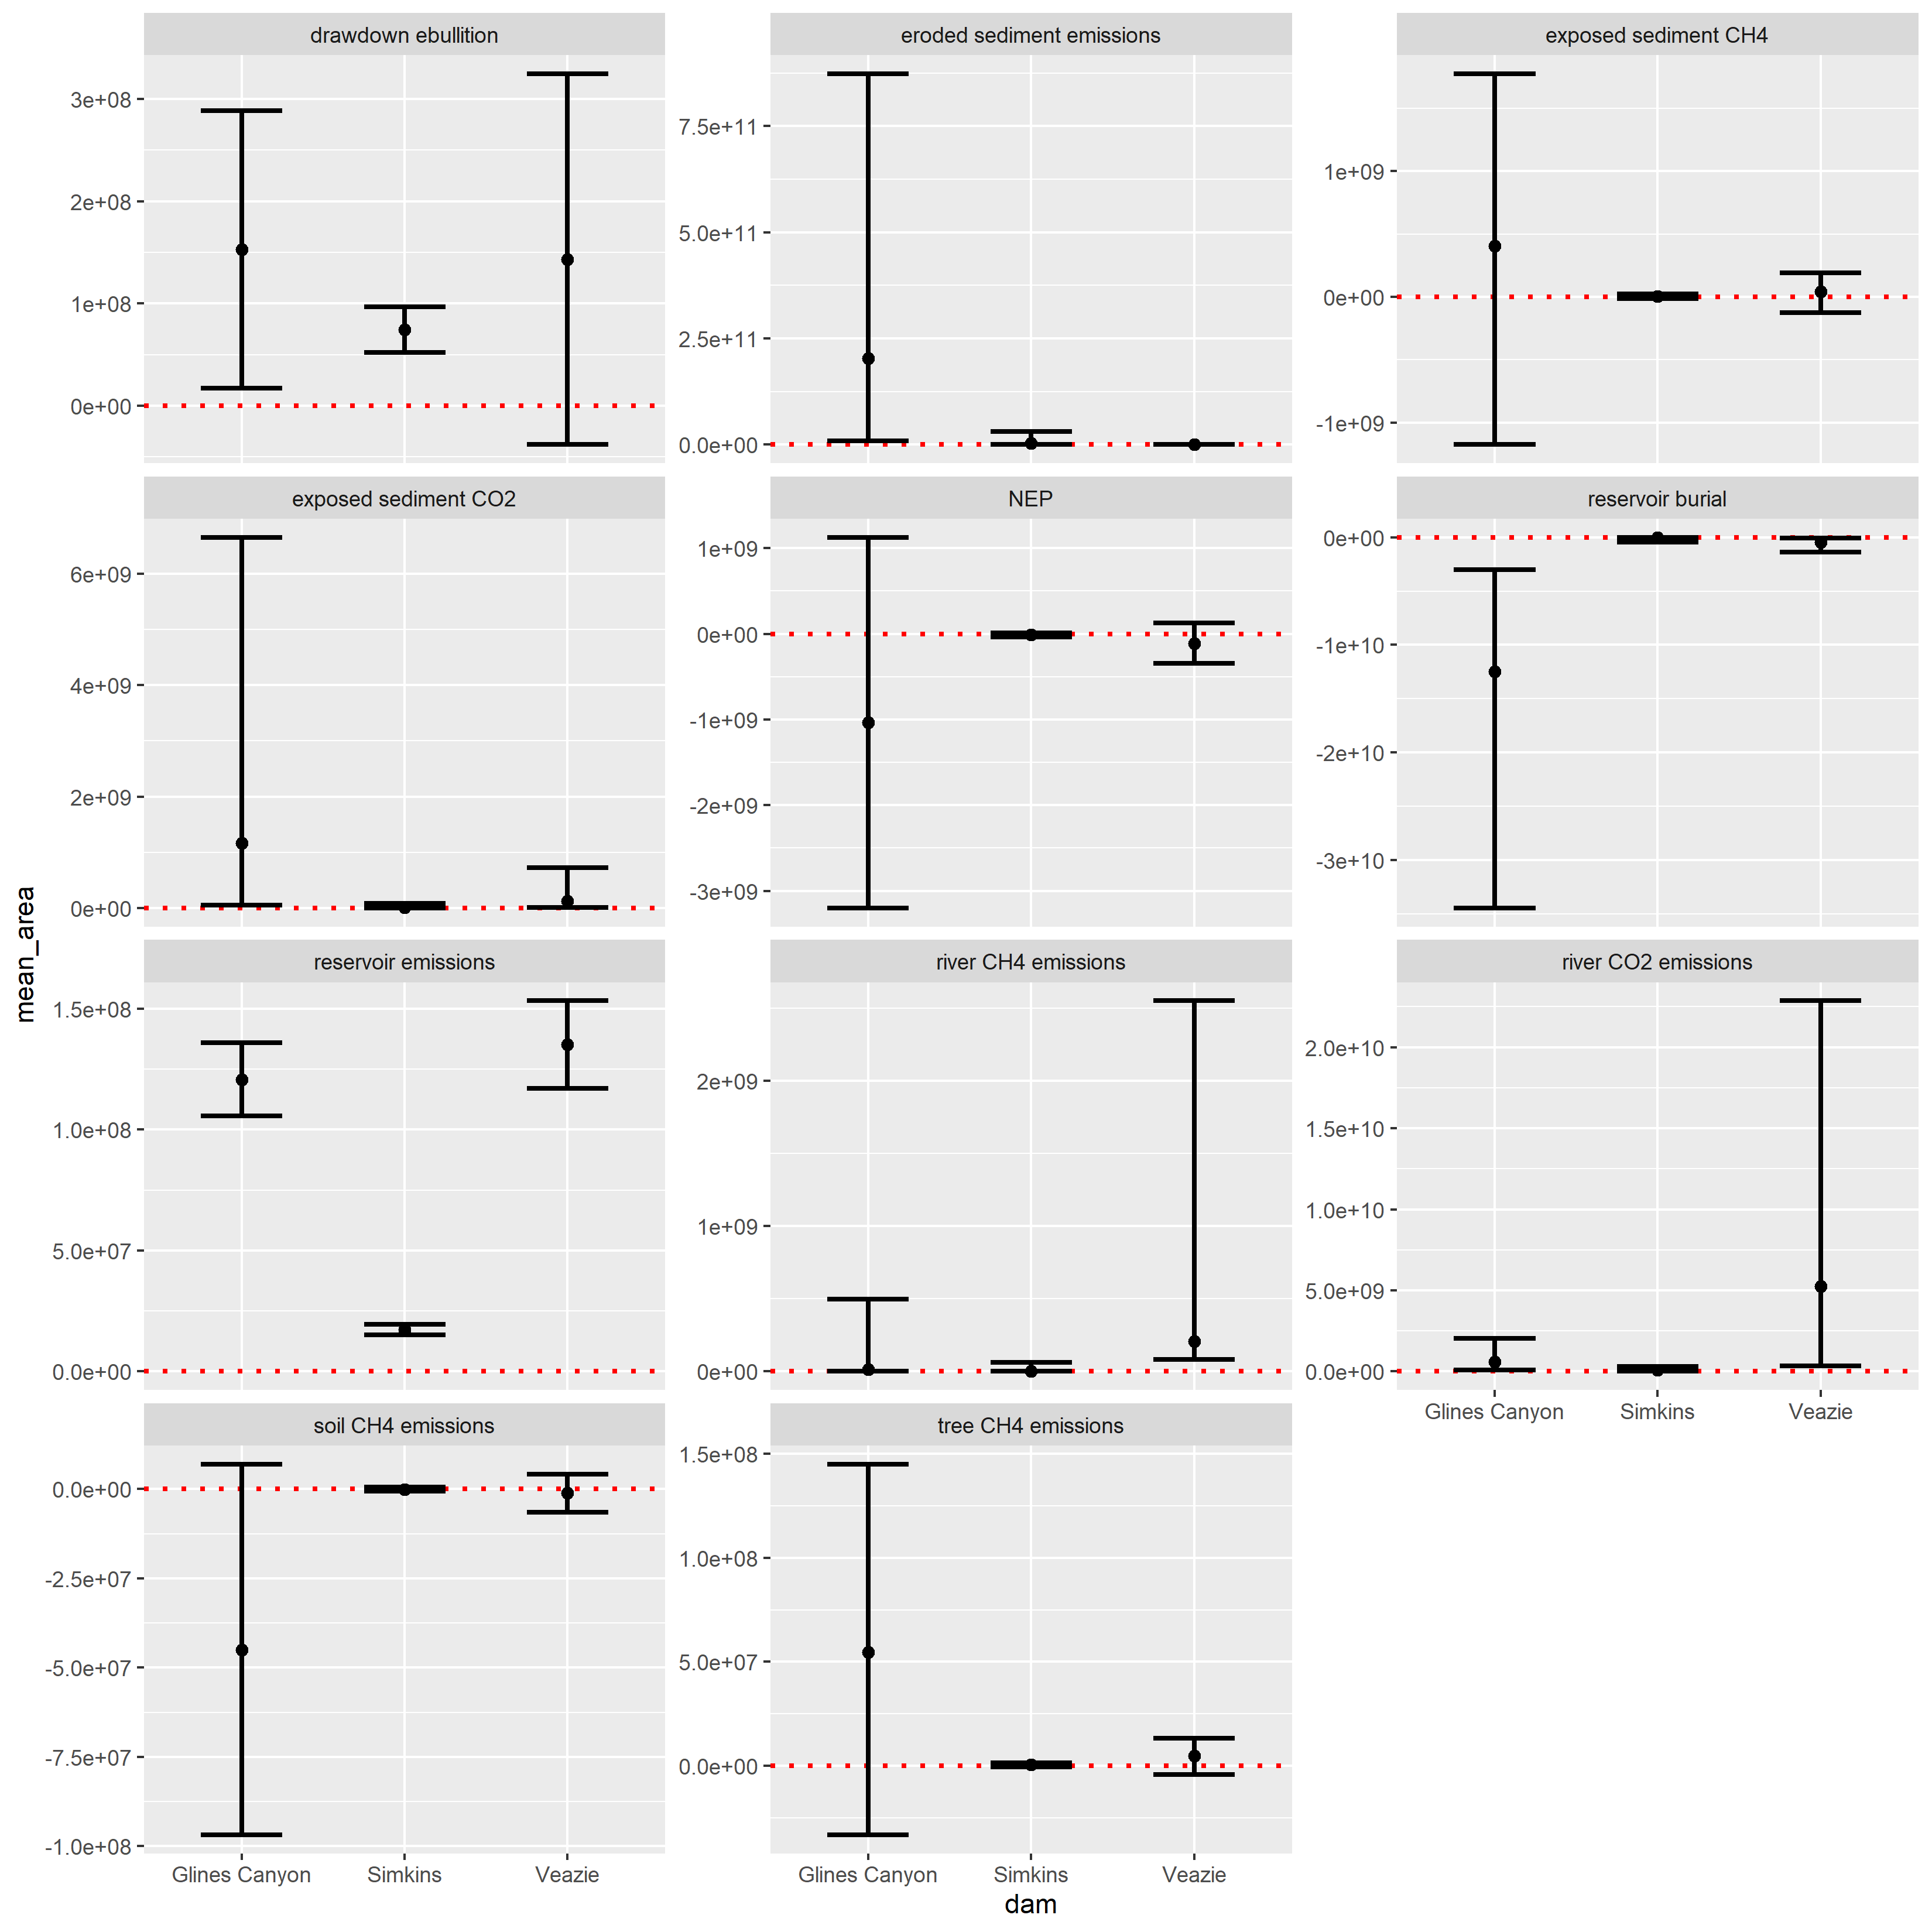 drawdown ebullition
eroded sediment emissions
exposed sediment CH4
3e+08
2e+08
1e+08
0e+00
7.5e+11
5.0e+11
2.5e+11
0.0e+00
1e+09
0e+00
-1e+09
exposed sediment CO2
NEP
reservoir burial
6e+09
4e+09
2e+09
0e+00
1e+09
0e+00
-1e+09
-2e+09
-3e+09
0e+00
-1e+10
-2e+10
-3e+10
mean_area
reservoir emissions
river CH4 emissions
river CO2 emissions
1.5e+08
1.0e+08
5.0e+07
0.0e+00
2e+09
1e+09
0e+00
2.0e+10
1.5e+10
1.0e+10
5.0e+09
0.0e+00
Glines Canyon Simkins Veazie
soil CH4 emissions
tree CH4 emissions
0.0e+00
-2.5e+07
-5.0e+07
-7.5e+07
-1.0e+08
1.5e+08
1.0e+08
5.0e+07
0.0e+00
Glines Canyon Simkins Veazie
Glines Canyon Simkins Veazie
dam